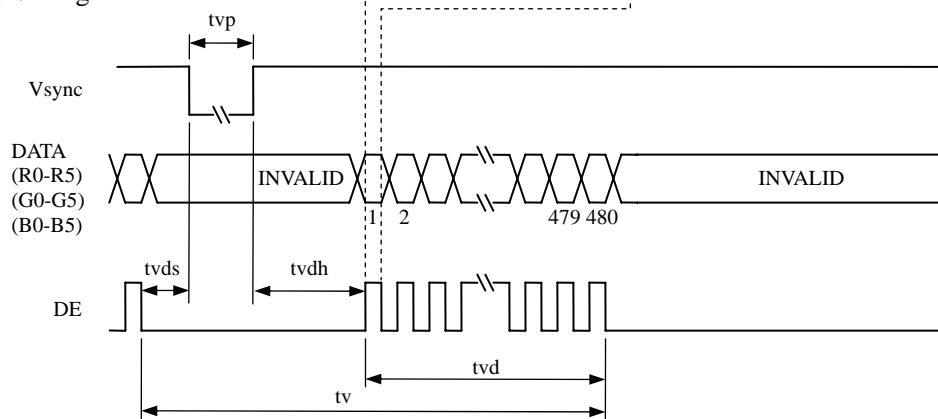 tvp
Vsync
DATA
(R0-R5)
(G0-G5)
(B0-B5)
INVALID
INVALID
1
2
479
480
tvds
tvdh
DE
tvd
tv